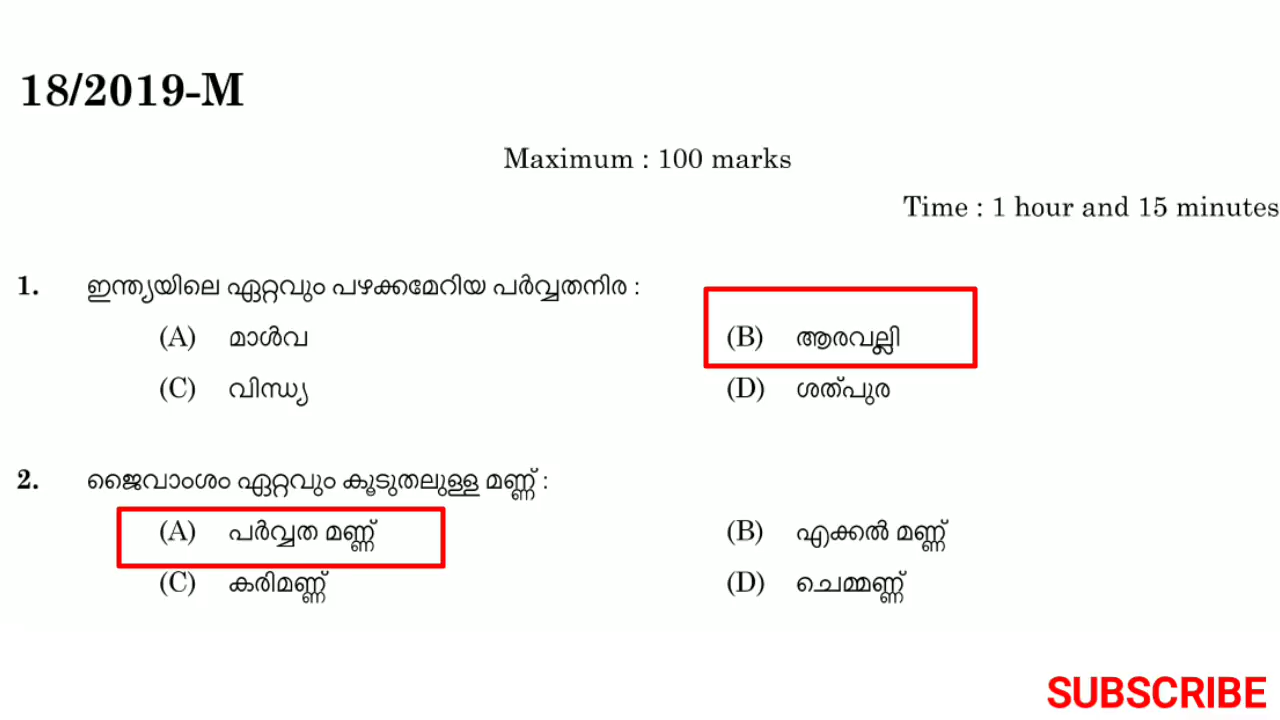 18/2019-M
Maximum : 100 marks
Time : 1 hour and 15 minutes
1. ഇന്ത്യയിലെ ഏറ്റവും പഴക്കമേറിയ പർവ്വതനിര :
(A) മാൾവ (B) ആരവല്ലി
(C) വിന്ധ്യ (D) ശത്പുര
2. ജൈവാംശം ഏറ്റവും കൂടുതലുള്ള മണ്ണ് :
(A) പർവ്വത മണ്ണ് (B) എക്കൽ മണ്ണ്
(C) കരിമണ്ണ് (D) ചെമ്മണ്ണ്
SUBSCRIBE